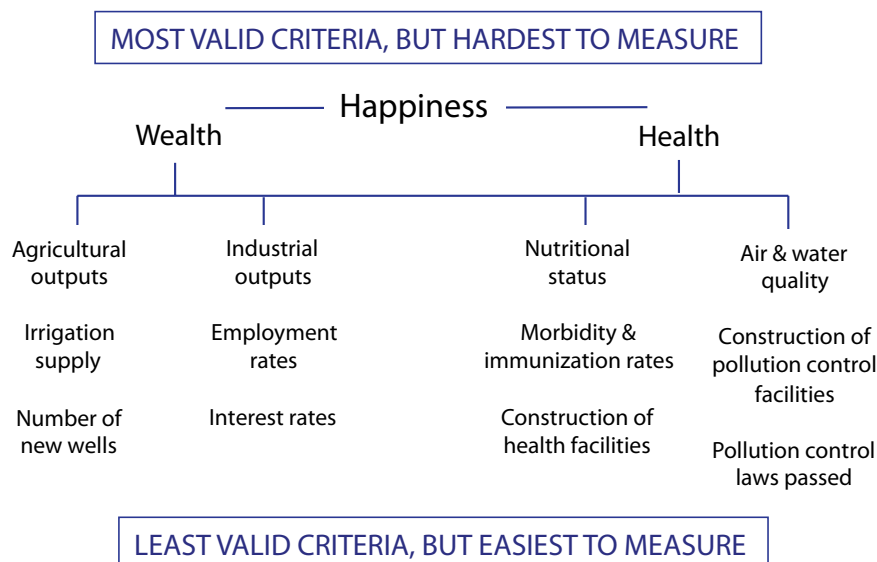 MOST VALID CRITERIA, BUT HARDEST TO MEASURE
Happiness
Wealth
Health
Agricultural
outputs
Industrial
outputs
Nutritional
status
Air & water
quality
Irrigation
supply
Employment
rates
Morbidity &
immunization rates
Construction of
pollution control
facilities
Number of
new wells
Interest rates
Construction of
health facilities
Pollution control
laws passed
LEAST VALID CRITERIA, BUT EASIEST TO MEASURE